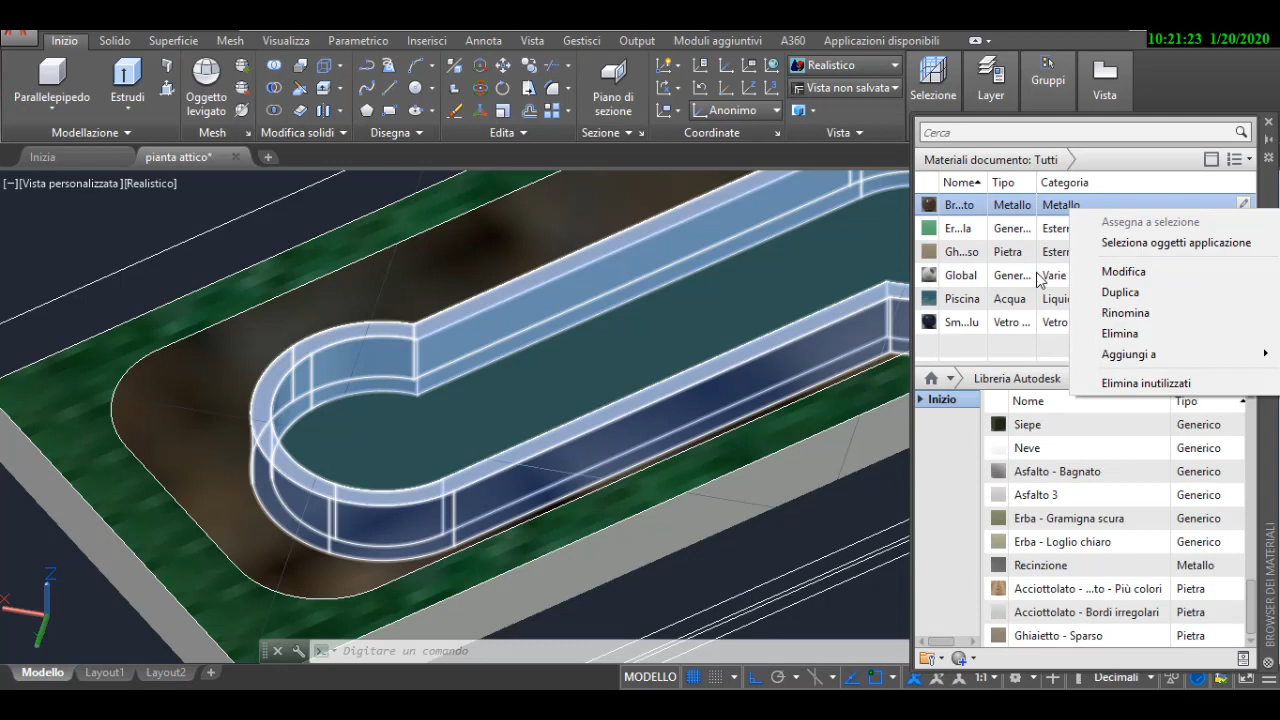 10:21:23 1/20/2020
Inizio Solido Superficie Mesh Visualizza Parametrico Inserisci Annota Vista Gestisci Output Moduli aggiuntivi A360 Applicazioni disponibili
Realistico
Vista non salvata
Anonimo
Parallelepipedo
Estrudi
Oggetto
levigato
Piano di
sezione
Selezione
Layer
Gruppi
Vista
Modellazione
Mesh
Modifica solidi
Disegna
Edita
Sezione
Coordinate
Vista
Inizia
pianta attico*
[−][Vista personalizzata][Realistico]
Cerca
Materiali documento: Tutti
Nome Tipo Categoria
Br...to Metallo Metallo
Er...la Gener... Estern
Gh...so Pietra Estern
Global Gener... Varie
Piscina Acqua Liquid
Sm...lu Vetro ... Vetro
Assegna a selezione
Seleziona oggetti applicazione
Modifica
Duplica
Rinomina
Elimina
Aggiungi a
Elimina inutilizzati
Libreria Autodesk
Inizio
Nome Tipo
Siepe Generico
Neve Generico
Asfalto - Bagnato Generico
Asfalto 3 Generico
Erba - Gramigna scura Generico
Erba - Loglio chiaro Generico
Recinzione Metallo
Acciottolato - ...to - Più colori Pietra
Acciottolato - Bordi irregolari Pietra
Ghiaietto - Sparso Pietra
BROWSER DEI MATERIALI
Z
X
Digitare un comando
Modello Layout1 Layout2
MODELLO
1:1
Decimali